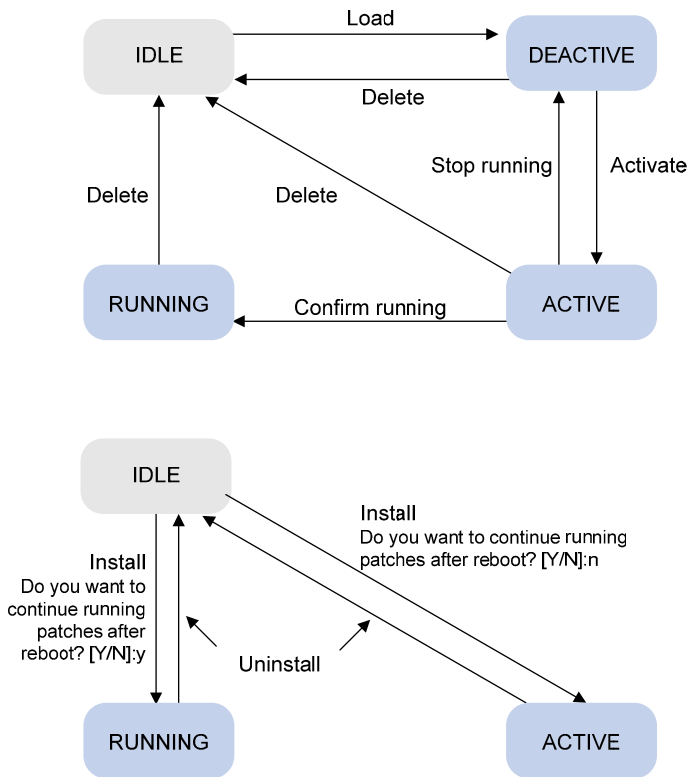 Load
IDLE
DEACTIVE
Delete
Stop running
Activate
Delete
Delete
RUNNING
Confirm running
ACTIVE
IDLE
Install
Do you want to continue running
patches after reboot? [Y/N]:n
Install
Do you want to
continue running
patches after
reboot? [Y/N]:y
Uninstall
RUNNING
ACTIVE